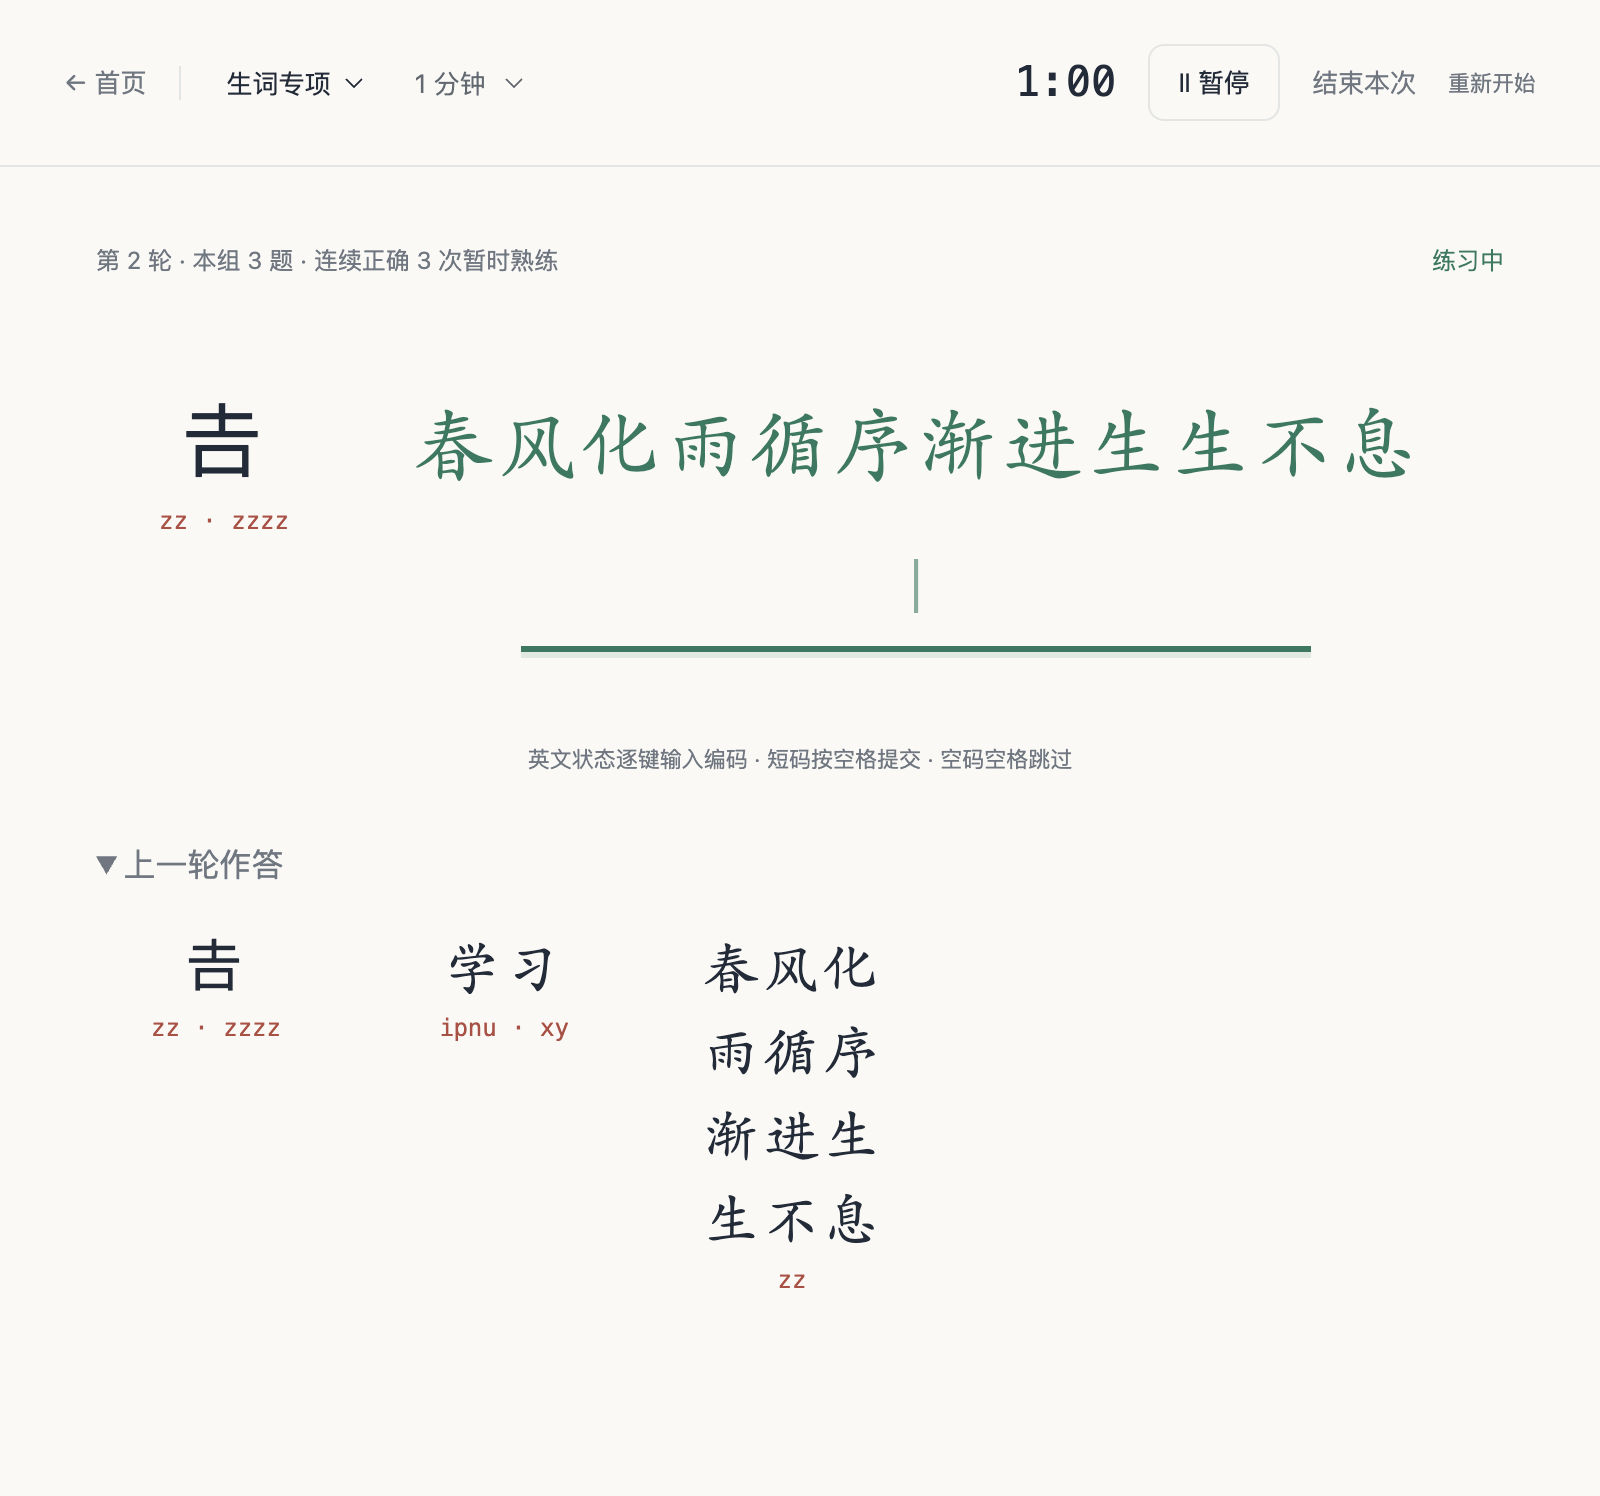 ← 首页 生词专项 1 分钟 1:00 暂停 结束本次 重新开始
第 2 轮 · 本组 3 题 · 连续正确 3 次暂时熟练 练习中
𠮷 春风化雨循序渐进生生不息
zz · zzzz
英文状态逐键输入编码 · 短码按空格提交 · 空码空格跳过
▼上一轮作答
𠮷
zz · zzzz
学习
ipnu · xy
春风化
雨循序
渐进生
生不息
zz